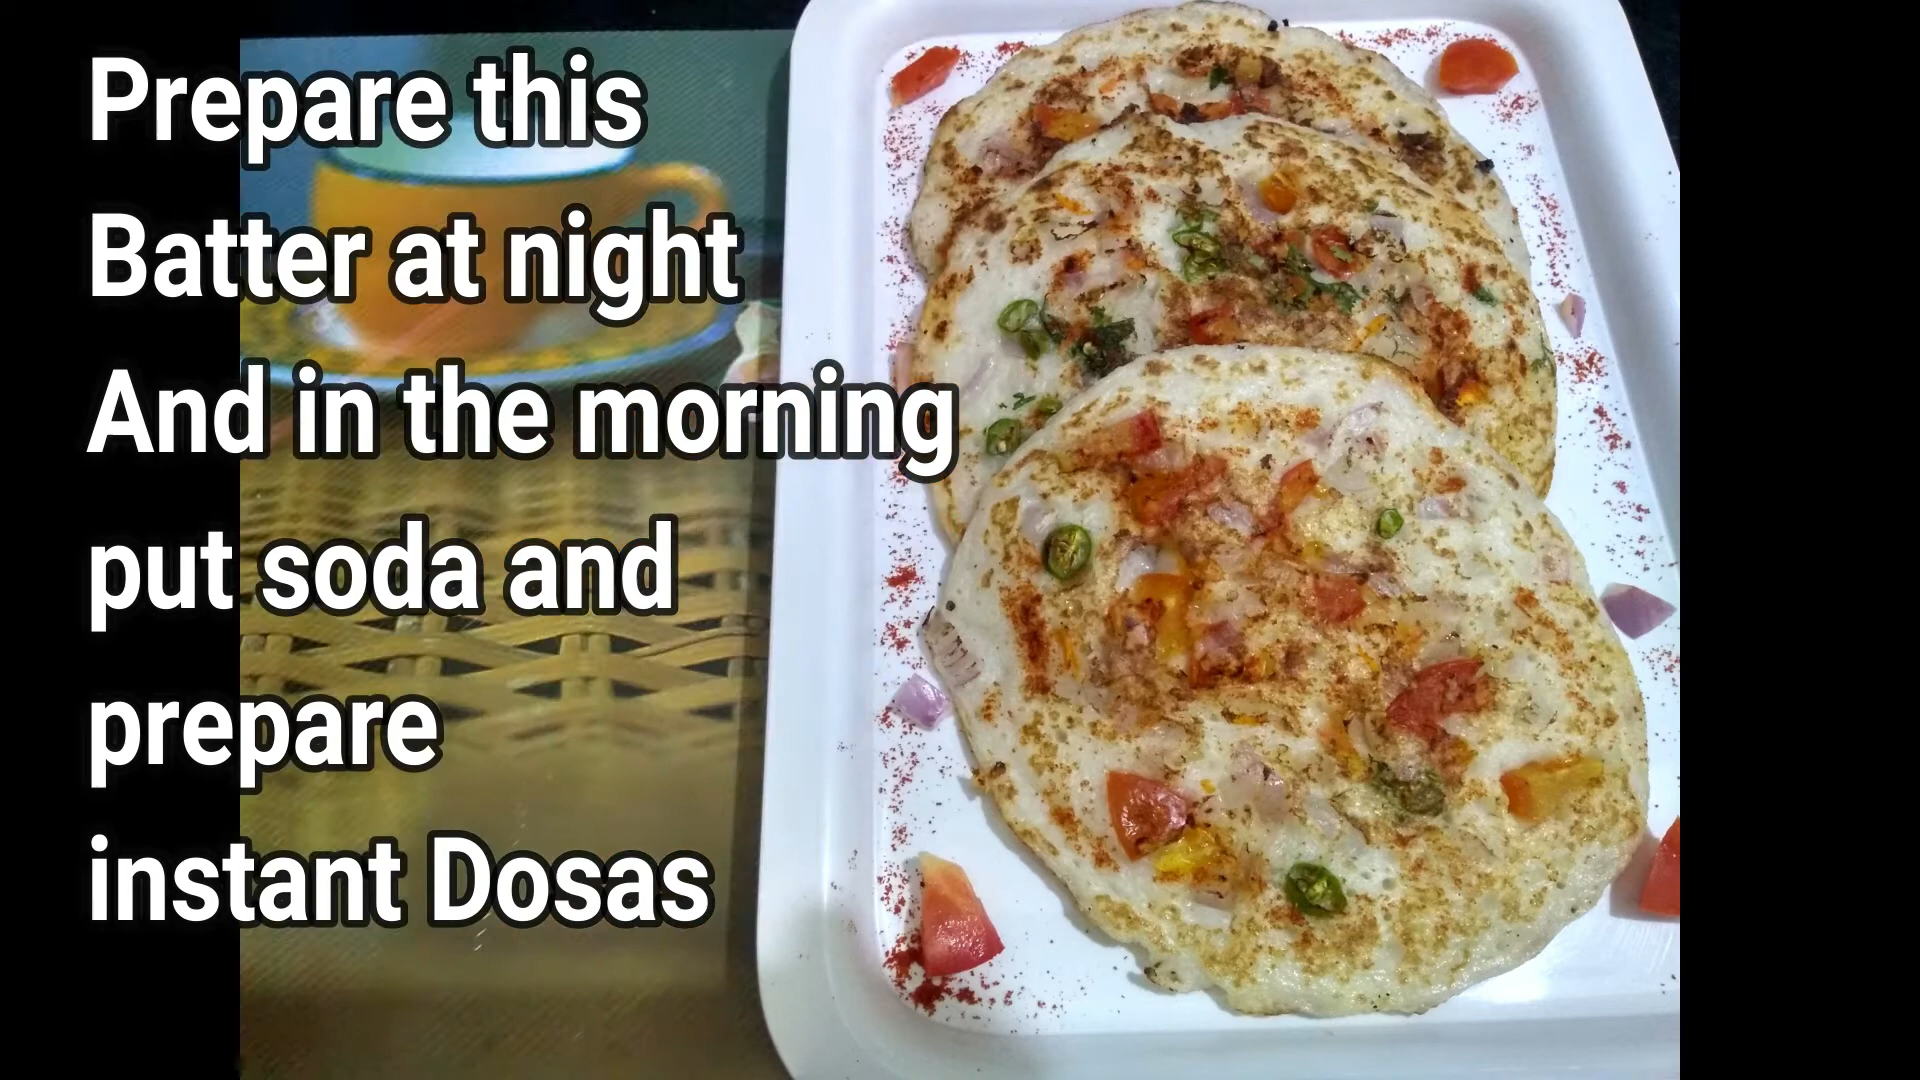 Prepare this
Batter at night
And in the morning
put soda and
prepare
instant Dosas